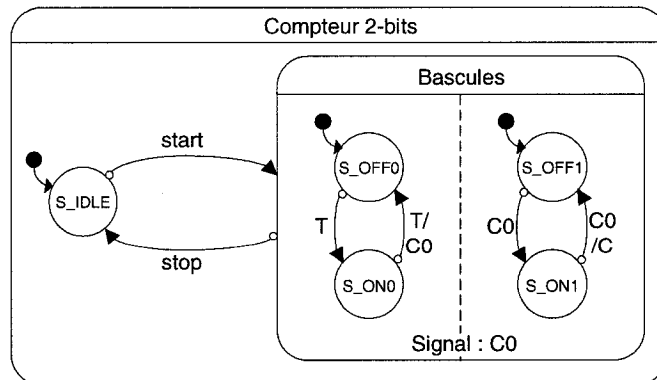 Compteur 2-bits
Bascules
start
S_IDLE
stop
S_OFF0
T
T/
C0
S_ON0
S_OFF1
C0
C0
/C
S_ON1
Signal : C0